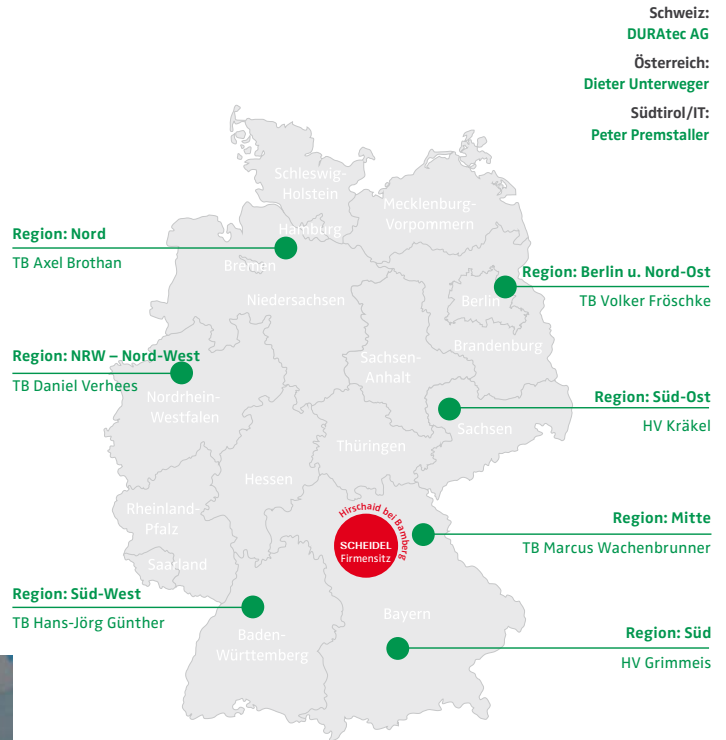 Schweiz:
DURAtec AG
Österreich:
Dieter Unterweger
Südtirol/IT:
Peter Premstaller
Schleswig-
Holstein
Mecklenburg-
Vorpommern
Hamburg
Region: Nord
TB Axel Brothan
Bremen
Niedersachsen
Region: Berlin u. Nord-Ost
TB Volker Fröschke
Berlin
Brandenburg
Sachsen-
Anhalt
Region: NRW – Nord-West
TB Daniel Verhees
Nordrhein-
Westfalen
Region: Süd-Ost
HV Kräkel
Sachsen
Thüringen
Hessen
Rheinland-
Pfalz
Saarland
Hirschaid bei Bamberg
SCHEIDEL
Firmensitz
Region: Mitte
TB Marcus Wachenbrunner
Region: Süd-West
TB Hans-Jörg Günther
Baden-
Württemberg
Bayern
Region: Süd
HV Grimmeis